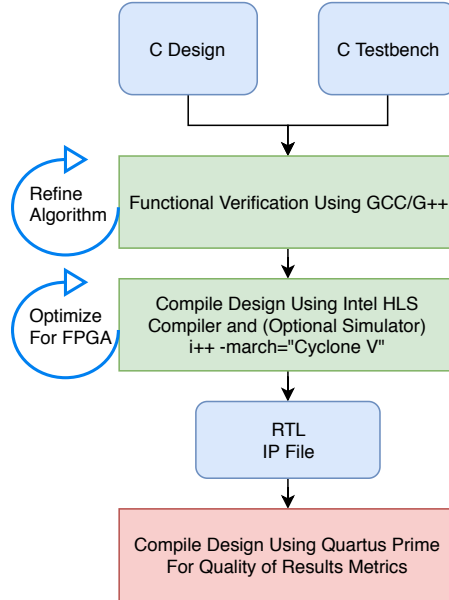 C Design
C Testbench
Refine
Algorithm
Functional Verification Using GCC/G++
Optimize
For FPGA
Compile Design Using Intel HLS
Compiler and (Optional Simulator)
i++ -march="Cyclone V"
RTL
IP File
Compile Design Using Quartus Prime
For Quality of Results Metrics